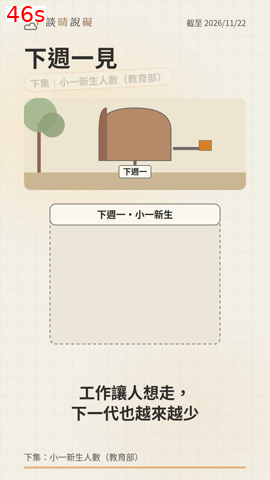 46s
談晴說礙
截至 2026/11/22
下週一見
下集｜小一新生人數（教育部）
下週一
下週一・小一新生
工作讓人想走，
下一代也越來越少
下集：小一新生人數（教育部）